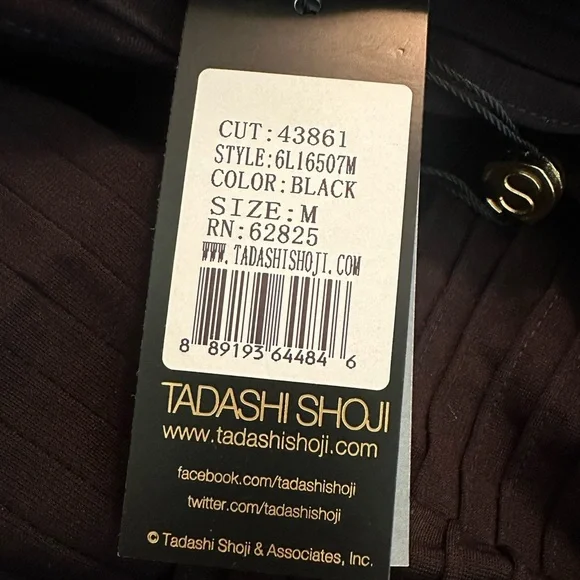 CUT:43861
STYLE:6L16507M
COLOR:BLACK
SIZE:M
RN:62825
WWW.TADASHISHOJI.COM
8 89193 64484 6
TADASHI SHOJI
www.tadashishoji.com
facebook.com/tadashishoji
twitter.com/tadashishoji
© Tadashi Shoji & Associates, Inc.
S